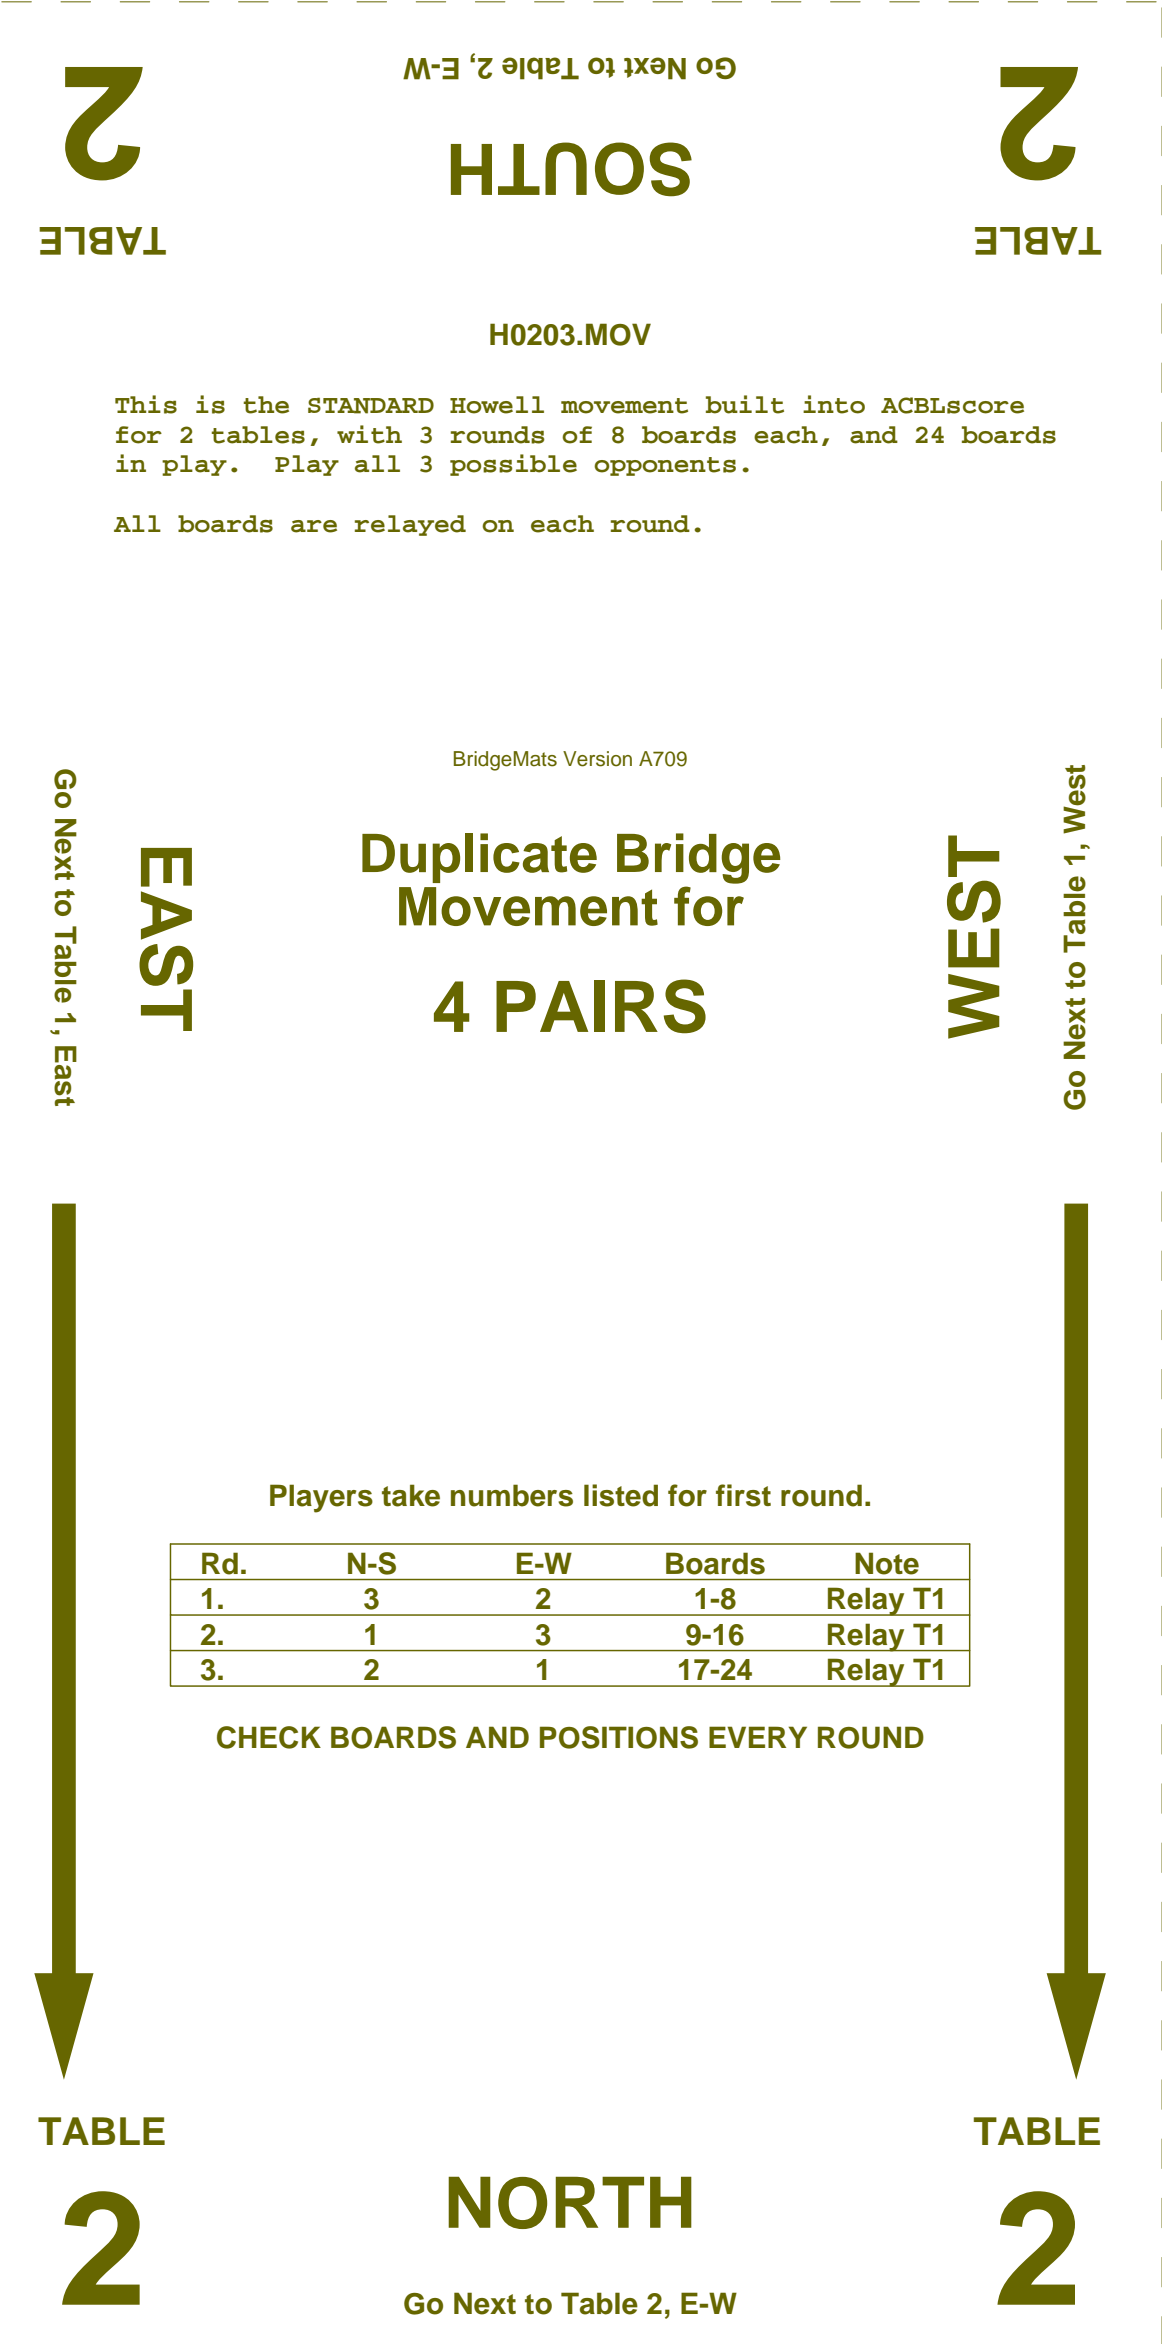 Go Next to Table 2, E-W
2
2
SOUTH
TABLE
TABLE
H0203.MOV
This is the STANDARD Howell movement built into ACBLscore
for 2 tables, with 3 rounds of 8 boards each, and 24 boards
in play.  Play all 3 possible opponents.
All boards are relayed on each round.
BridgeMats Version A709
Go Next to Table 1, East
EAST
Duplicate Bridge
Movement for
4 PAIRS
WEST
Go Next to Table 1, West
Players take numbers listed for first round.
Rd. N-S E-W Boards Note
1. 3 2 1-8 Relay T1
2. 1 3 9-16 Relay T1
3. 2 1 17-24 Relay T1
CHECK BOARDS AND POSITIONS EVERY ROUND
TABLE
TABLE
2
NORTH
2
Go Next to Table 2, E-W